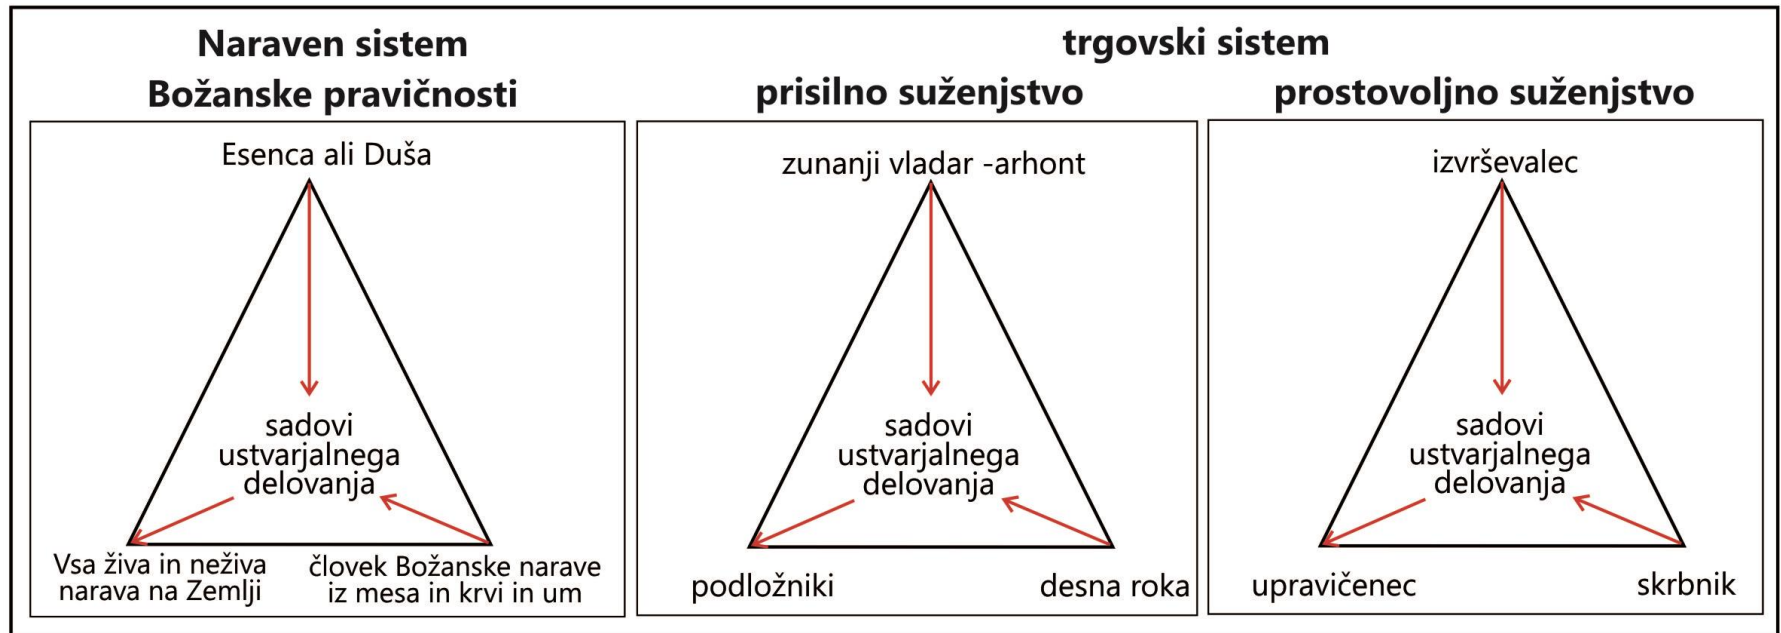 Naraven sistem
Božanske pravičnosti
trgovski sistem
prisilno suženjstvo
prostovoljno suženjstvo
Esenca ali Duša
sadovi
ustvarjalnega
delovanja
Vsa živa in neživa
narava na Zemlji
človek Božanske narave
iz mesa in krvi in um
zunanji vladar -arhont
sadovi
ustvarjalnega
delovanja
podložniki
desna roka
izvrševalec
sadovi
ustvarjalnega
delovanja
upravičenec
skrbnik